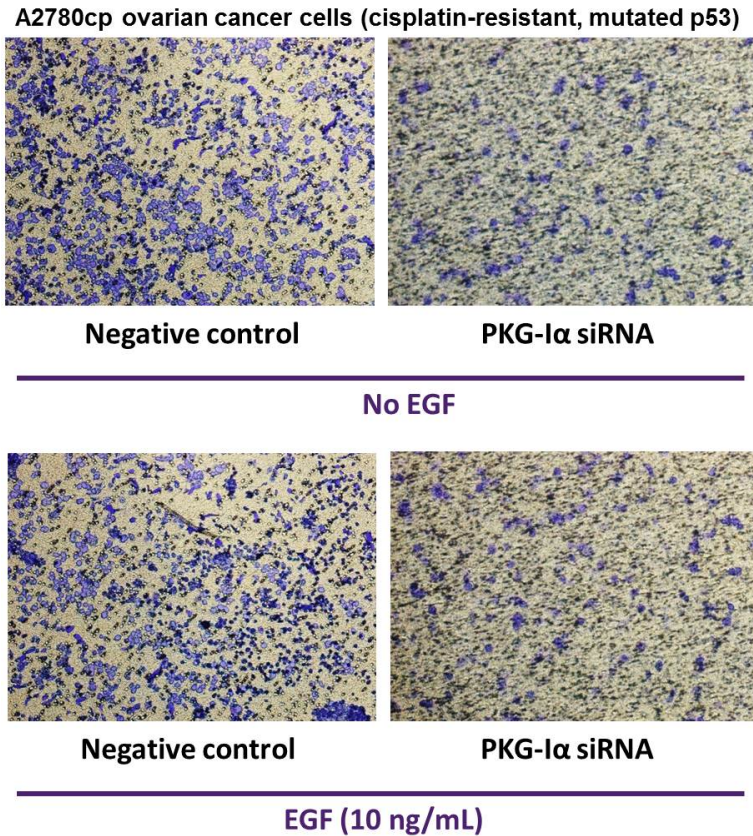 A2780cp ovarian cancer cells (cisplatin-resistant, mutated p53)
Negative control
PKG-Iα siRNA
No EGF
Negative control
PKG-Iα siRNA
EGF (10 ng/mL)